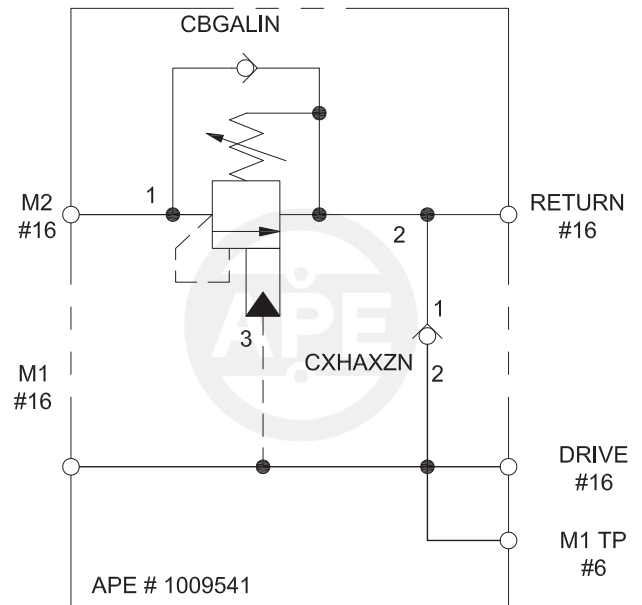 CBGALIN
1
M2
#16
2
RETURN
#16
APE
1
3
CXHAXZN
2
M1
#16
DRIVE
#16
M1 TP
#6
APE # 1009541